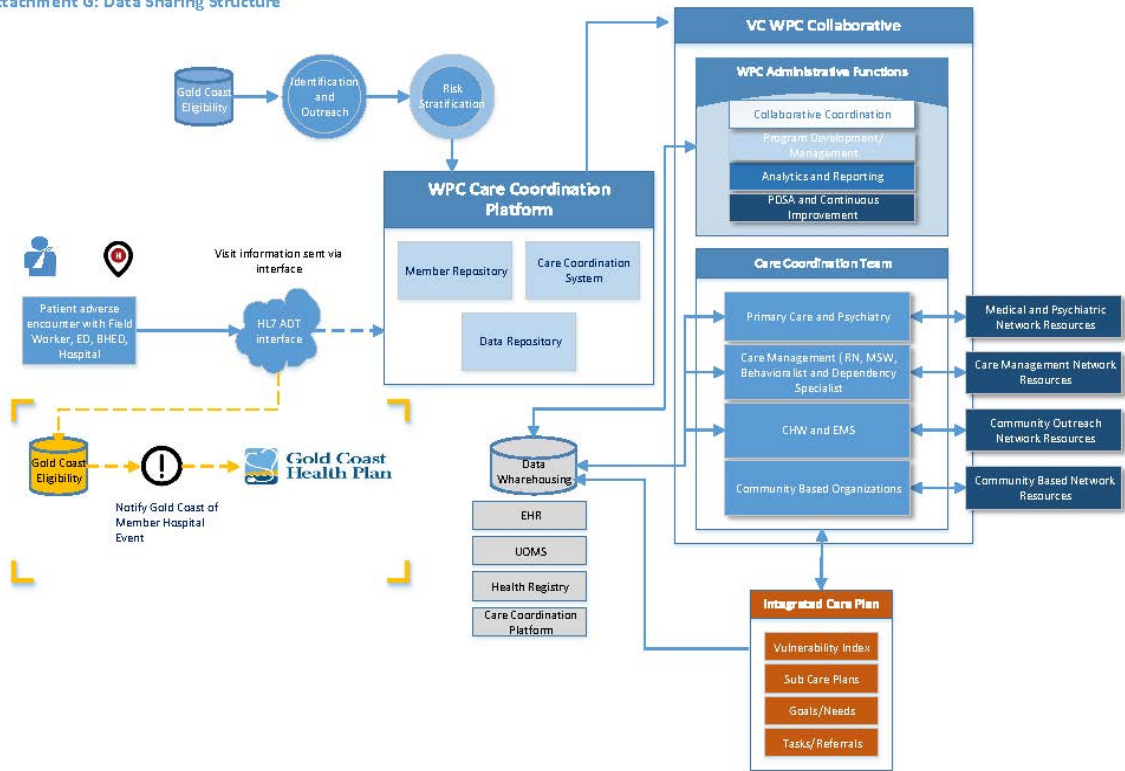 ttachment G: Data Sharing Structure
Gold Coast
Eligibility
Identification
and
Outreach
Risk
Stratification
VC WPC Collaborative
WPC Administrative Functions
Collaborative Coordination
Program Development/
Management
Analytics and Reporting
PDSA and Continuous
Improvement
WPC Care Coordination
Platform
Member Repository
Care Coordination
System
Data Repository
H
Visit information sent via
interface
Patient adverse
encounter with Field
Worker, ED, BHED,
Hospital
HL7 ADT
interface
Care Coordination Team
Primary Care and Psychiatry
Care Management ( RN, MSW,
Behavioralist and Dependency
Specialist
CHW and EMS
Community Based Organizations
Medical and Psychiatric
Network Resources
Care Management Network
Resources
Community Outreach
Network Resources
Community Based Network
Resources
Gold Coast
Eligibility
!
Gold Coast
Health Plan
Notify Gold Coast of
Member Hospital
Event
Data
Wharehousing
EHR
UOMS
Health Registry
Care Coordination
Platform
Integrated Care Plan
Vulnerability Index
Sub Care Plans
Goals/Needs
Tasks/Referrals